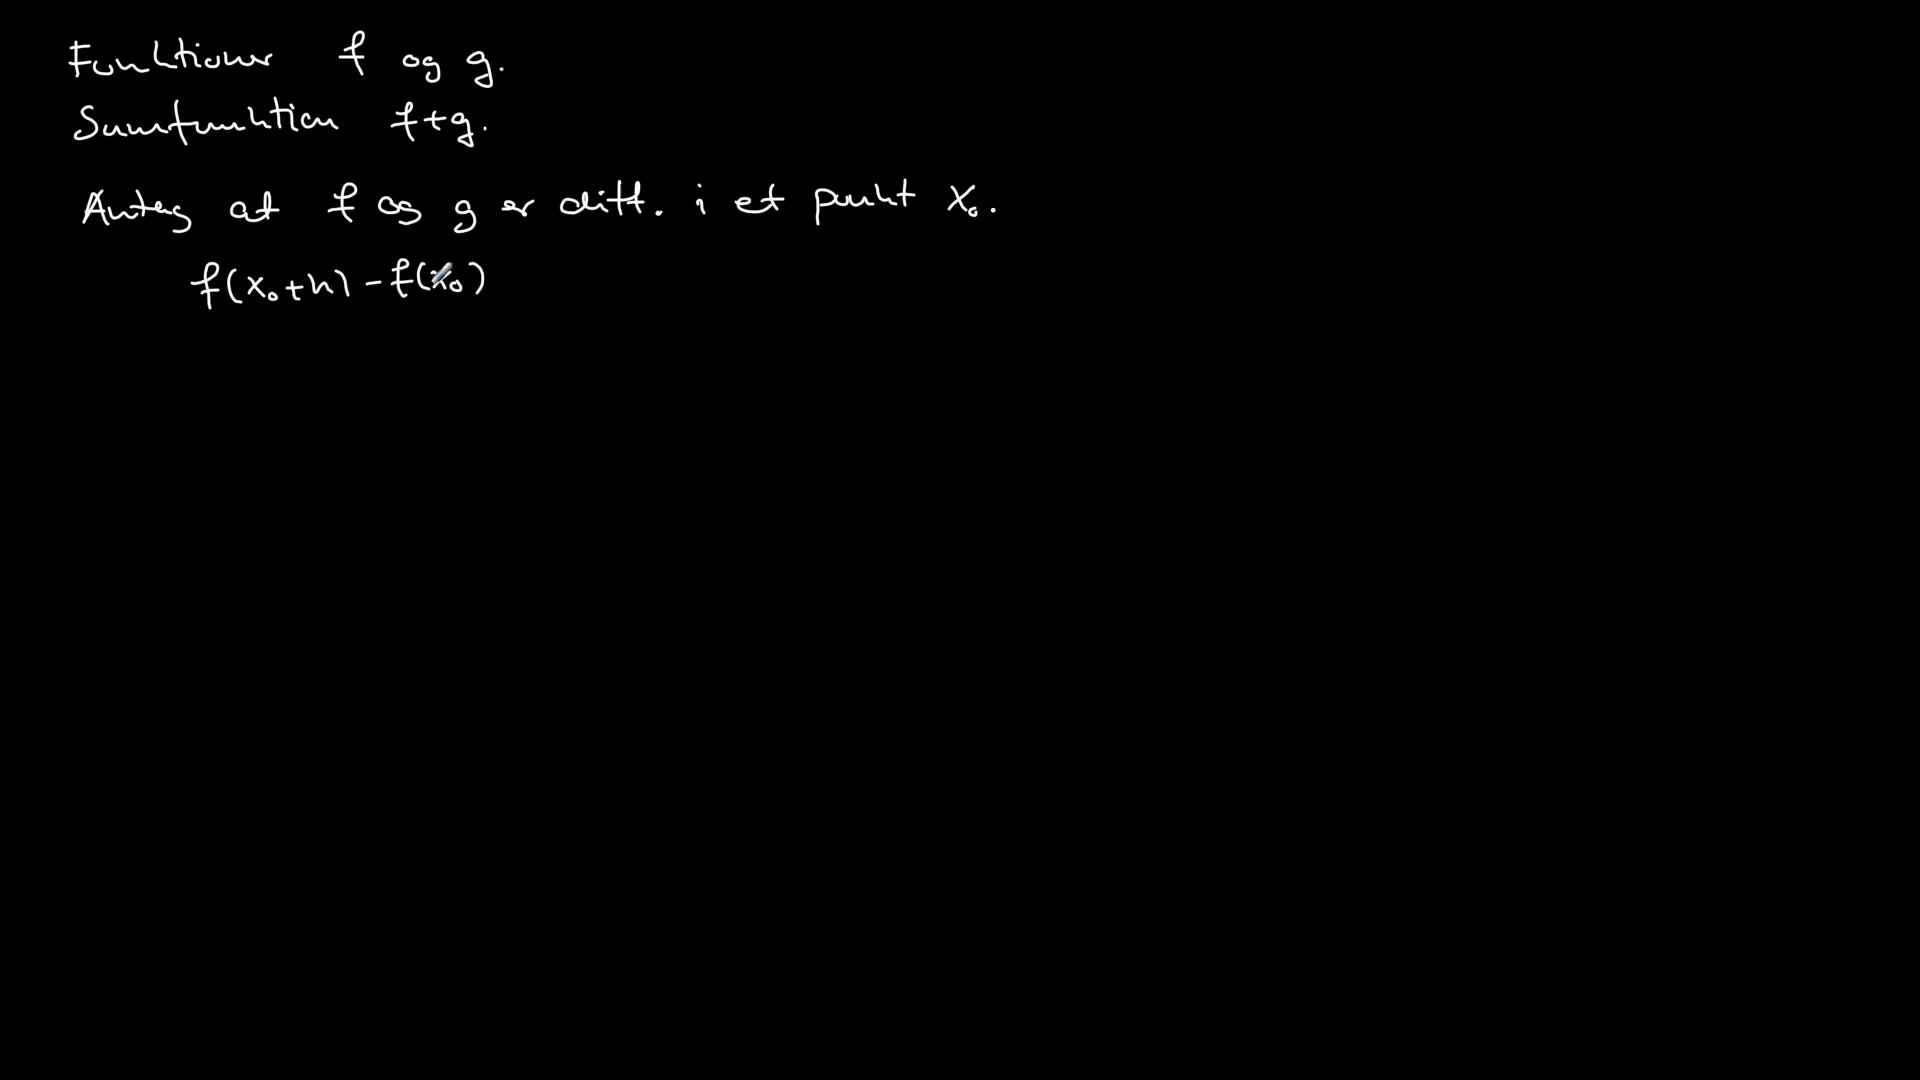 Funktioner f og g.
Sumfunktion f+g.
Antag at f og g er diff. i et punkt x₀.
f(x₀+h) - f(x₀)